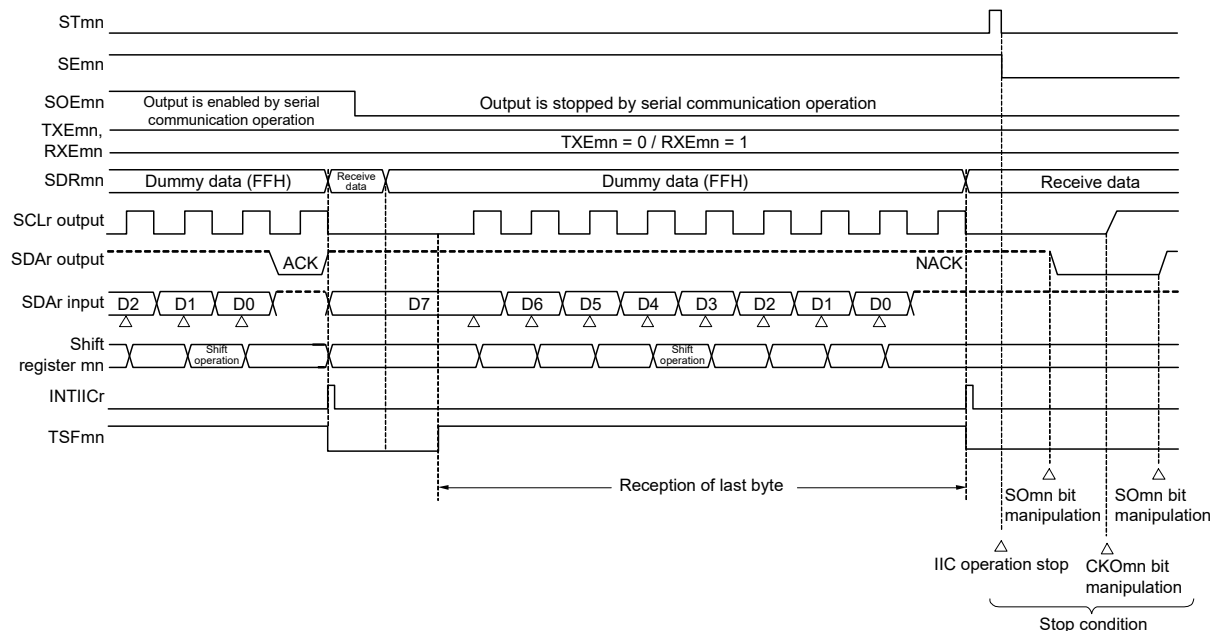 STmn
SEmn
SOEmn
Output is enabled by serial
communication operation
Output is stopped by serial communication operation
TXEmn,
RXEmn
TXEmn = 0 / RXEmn = 1
SDRmn
Dummy data (FFH)
Receive
data
Dummy data (FFH)
Receive data
SCLr output
SDAr output
ACK
NACK
SDAr input
D2 D1 D0 D7 D6 D5 D4 D3 D2 D1 D0
Shift
register mn
Shift
operation
Shift
operation
INTIICr
TSFmn
Reception of last byte
SOmn bit
manipulation
SOmn bit
manipulation
IIC operation stop
CKOmn bit
manipulation
Stop condition